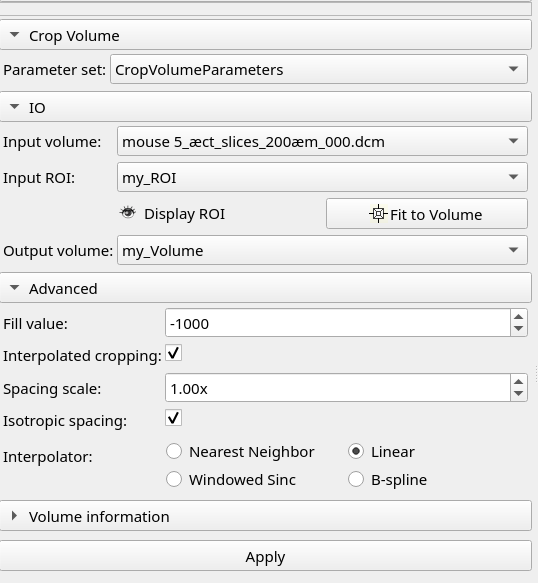 Crop Volume
Parameter set: CropVolumeParameters
IO
Input volume: mouse 5_æct_slices_200æm_000.dcm
Input ROI: my_ROI
Display ROI Fit to Volume
Output volume: my_Volume
Advanced
Fill value: -1000
Interpolated cropping:
Spacing scale: 1.00x
Isotropic spacing:
Interpolator: Nearest Neighbor Linear
Windowed Sinc B-spline
Volume information
Apply